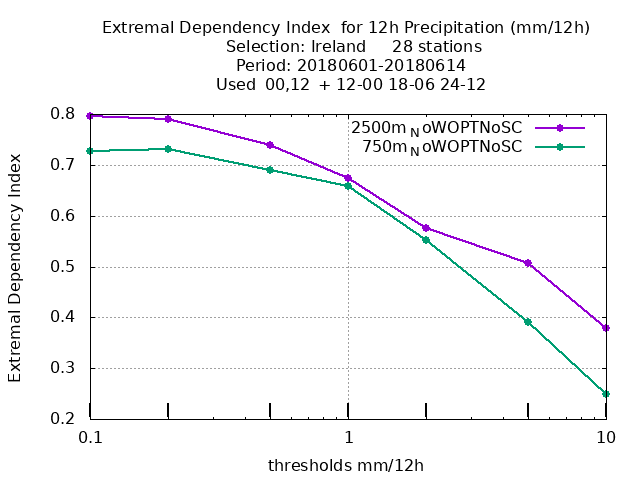 Extremal Dependency Index  for 12h Precipitation (mm/12h)
Selection: Ireland     28 stations
Period: 20180601-20180614
Used  00,12  + 12-00 18-06 24-12
2500m_NoWOPTNoSC
750m_NoWOPTNoSC
Extremal Dependency Index
0.8
0.7
0.6
0.5
0.4
0.3
0.2
0.1 1 10
thresholds mm/12h